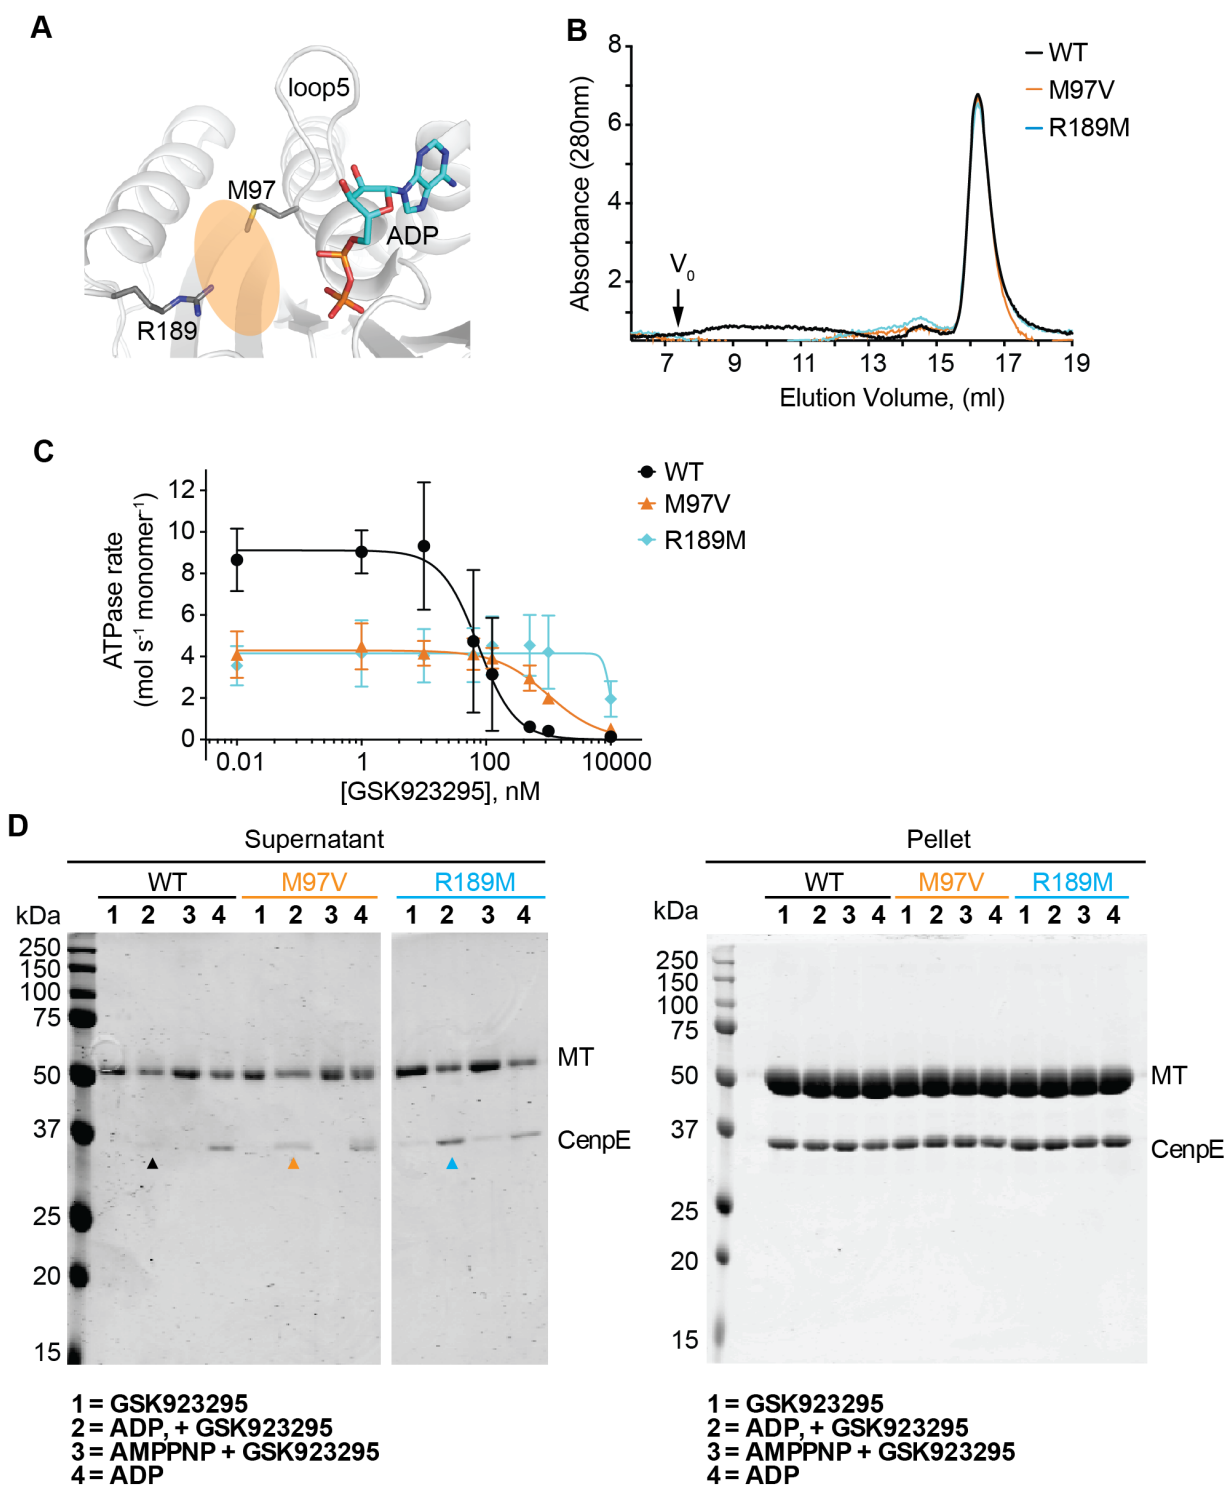 A
loop5
M97
ADP
R189
B
8
6
4
2
Absorbance (280nm)
V0
WT
M97V
R189M
7 9 11 13 15 17 19
Elution Volume, (ml)
C
12
10
8
6
4
2
0
ATPase rate
(mol s-1 monomer-1)
0.01 1 100 10000
[GSK923295], nM
WT
M97V
R189M
D
Supernatant
WT M97V R189M
kDa 1 2 3 4 1 2 3 4 1 2 3 4
250
150
100
75
50
37
25
20
15
MT
CenpE
1 = GSK923295
2 = ADP, + GSK923295
3 = AMPPNP + GSK923295
4 = ADP
Pellet
WT M97V R189M
kDa 1 2 3 4 1 2 3 4 1 2 3 4
250
150
100
75
50
37
25
20
15
MT
CenpE
1 = GSK923295
2 = ADP, + GSK923295
3 = AMPPNP + GSK923295
4 = ADP